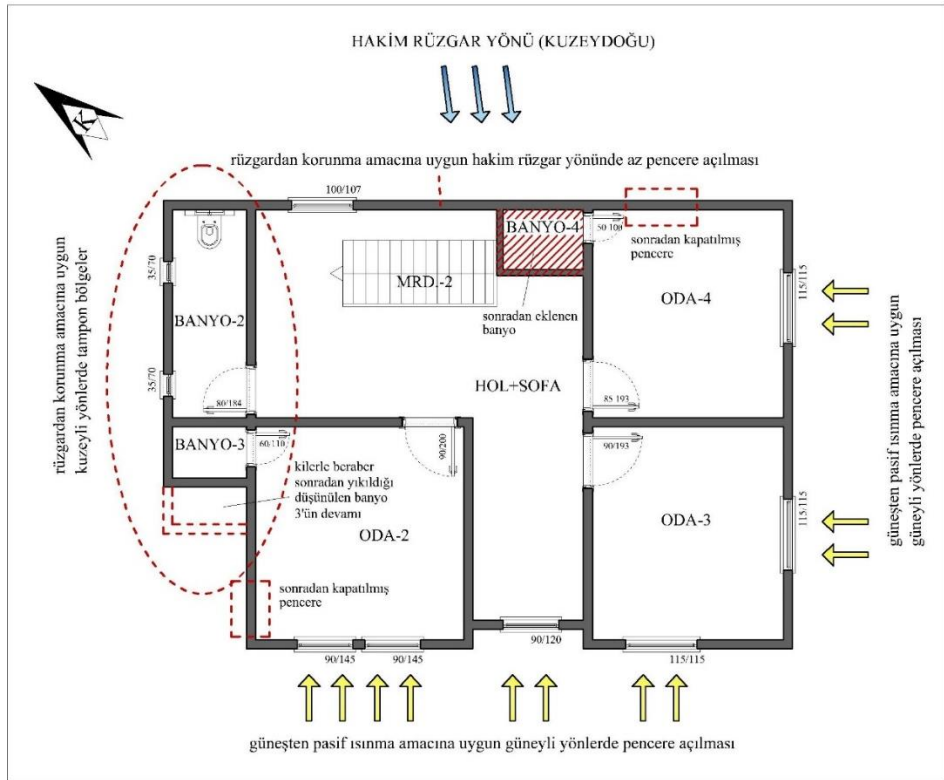 HAKİM RÜZGAR YÖNÜ (KUZEYDOĞU)
K
rüzgardan korunma amacına uygun hakim rüzgar yönünde az pencere açılması
rüzgardan korunma amacına uygun
kuzeyli yönlerde tampon bölgeler
100/107
BANYO-4
50 100
sonradan kapatılmış
pencere
35/70
MRD.-2
ODA-4
115/115
BANYO-2
sonradan eklenen
banyo
35/70
HOL+SOFA
80/184
85 193
güneşten pasif ısınma amacına uygun
güneyli yönlerde pencere açılması
BANYO-3
60/110
90/200
90/193
kilerle beraber
sonradan yıkıldığı
düşünülen banyo
3'ün devamı
ODA-2
ODA-3
115/115
sonradan kapatılmış
pencere
90/145
90/145
90/120
115/115
güneşten pasif ısınma amacına uygun güneyli yönlerde pencere açılması